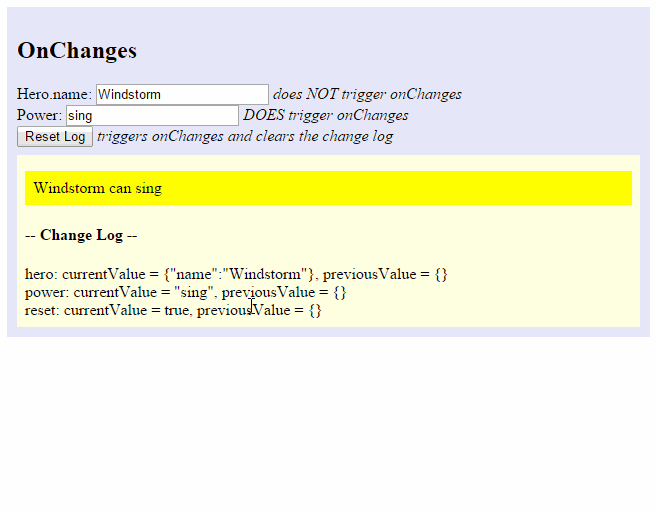 OnChanges
Hero.name: Windstorm does NOT trigger onChanges
Power: sing DOES trigger onChanges
Reset Log triggers onChanges and clears the change log
Windstorm can sing
-- Change Log --
hero: currentValue = {"name":"Windstorm"}, previousValue = {}
power: currentValue = "sing", previousValue = {}
reset: currentValue = true, previousValue = {}